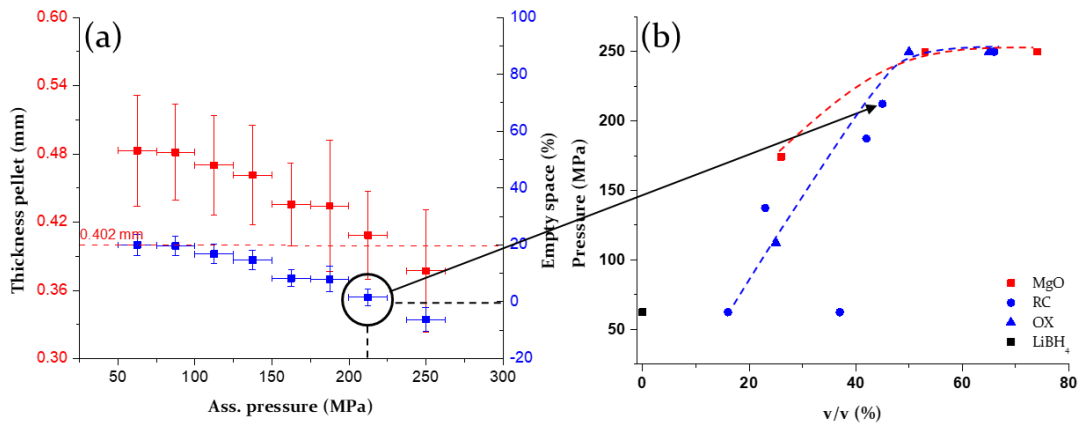 (a)
Thickness pellet (mm)
0.60
0.54
0.48
0.42
0.36
0.30
0.402 mm
50 100 150 200 250 300
Ass. pressure (MPa)
100
80
60
40
20
0
-20
Empty space (%)
(b)
Pressure (MPa)
250
200
150
100
50
0 20 40 60 80
v/v (%)
MgO
RC
OX
LiBH4